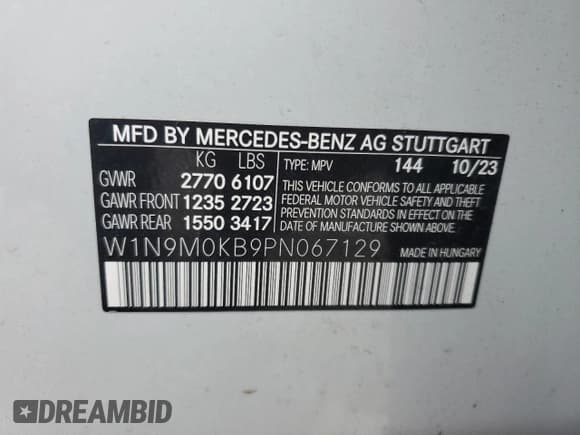 MFD BY MERCEDES-BENZ AG STUTTGART
KG LBS TYPE: MPV 144 10/23
GVWR 2770 6107
GAWR FRONT 1235 2723
GAWR REAR 1550 3417
THIS VEHICLE CONFORMS TO ALL APPLICABLE
FEDERAL MOTOR VEHICLE SAFETY AND THEFT
PREVENTION STANDARDS IN EFFECT ON THE
DATE OF MANUFACTURE SHOWN ABOVE.
W1N9M0KB9PN067129 MADE IN HUNGARY
DREAMBID